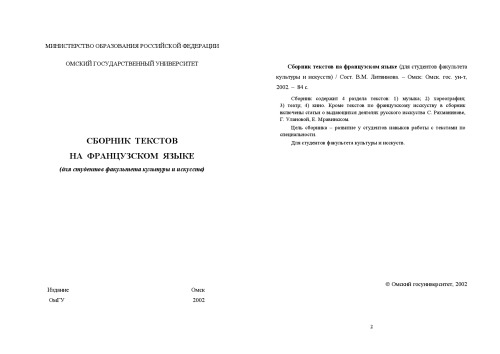 МИНИСТЕРСТВО ОБРАЗОВАНИЯ РОССИЙСКОЙ ФЕДЕРАЦИИ
ОМСКИЙ ГОСУДАРСТВЕННЫЙ УНИВЕРСИТЕТ
СБОРНИК ТЕКСТОВ
НА ФРАНЦУЗСКОМ ЯЗЫКЕ
(для студентов факультета культуры и искусств)
Издание Омск
ОмГУ 2002
Сборник текстов на французском языке (для студентов факультета
культуры и искусств) / Сост. В.М. Литвинова. – Омск: Омск. гос. ун-т,
2002. – 84 с.
Сборник содержит 4 раздела текстов: 1) музыка; 2) хореография;
3) театр; 4) кино. Кроме текстов по французскому искусству в сборник
включены статьи о выдающихся деятелях русского искусства С. Рахманинове,
Г. Улановой, Е. Мравинском.
Цель сборника – развитие у студентов навыков работы с текстами по
специальности.
Для студентов факультета культуры и искусств.
© Омский госуниверситет, 2002
2